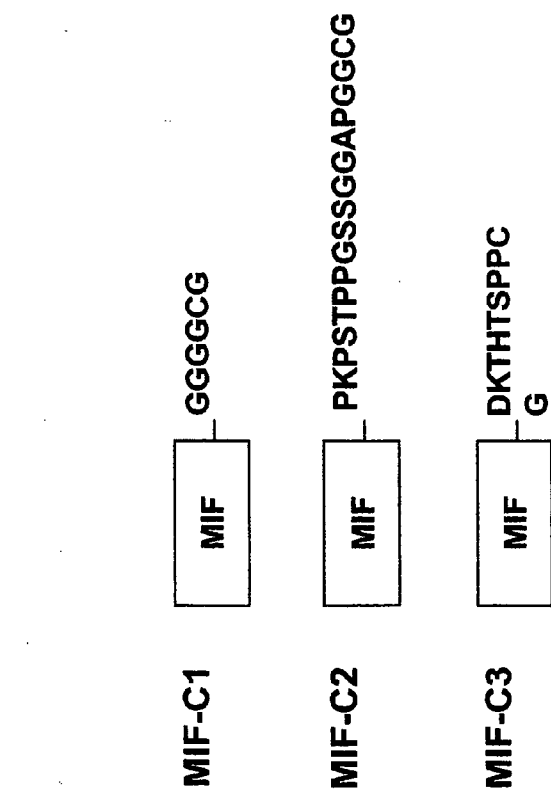 MIF-C1 MIF GGGGCG
MIF-C2 MIF PKPSTPPGSSGGAPGGCG
MIF-C3 MIF DKTHTSPPC
G